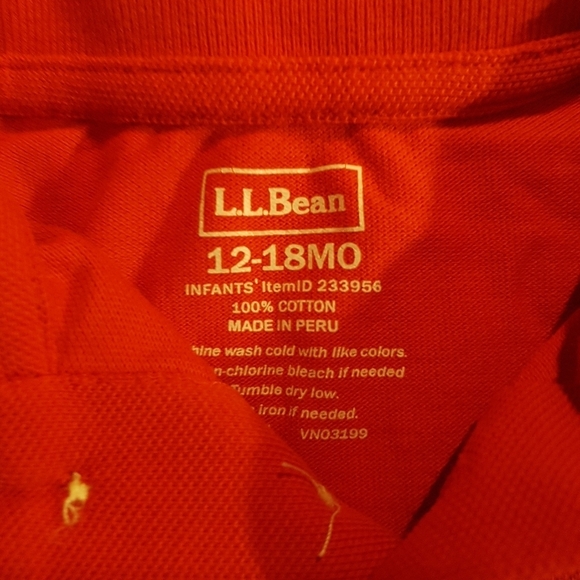 L.L.Bean
12-18MO
INFANTS' ItemID 233956
100% COTTON
MADE IN PERU
wash cold with like colors.
bleach if needed
Tumble dry low.
iron if needed.
VN03199